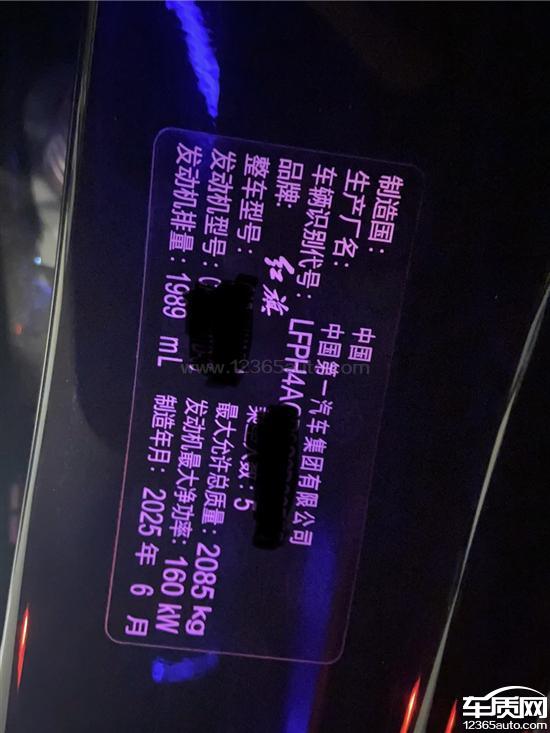 制造国: 中国
生产厂名: 中国第一汽车集团有限公司
车辆识别代号: LFPH4AC
品牌: 红旗 乘 数: 5
整车型号: 最大允许总质量: 2085 kg
发动机型号: 发动机最大净功率: 160 kW
发动机排量: 1989 mL 制造年月: 2025 年 6 月
www.12365auto.com
车质网
12365auto.com